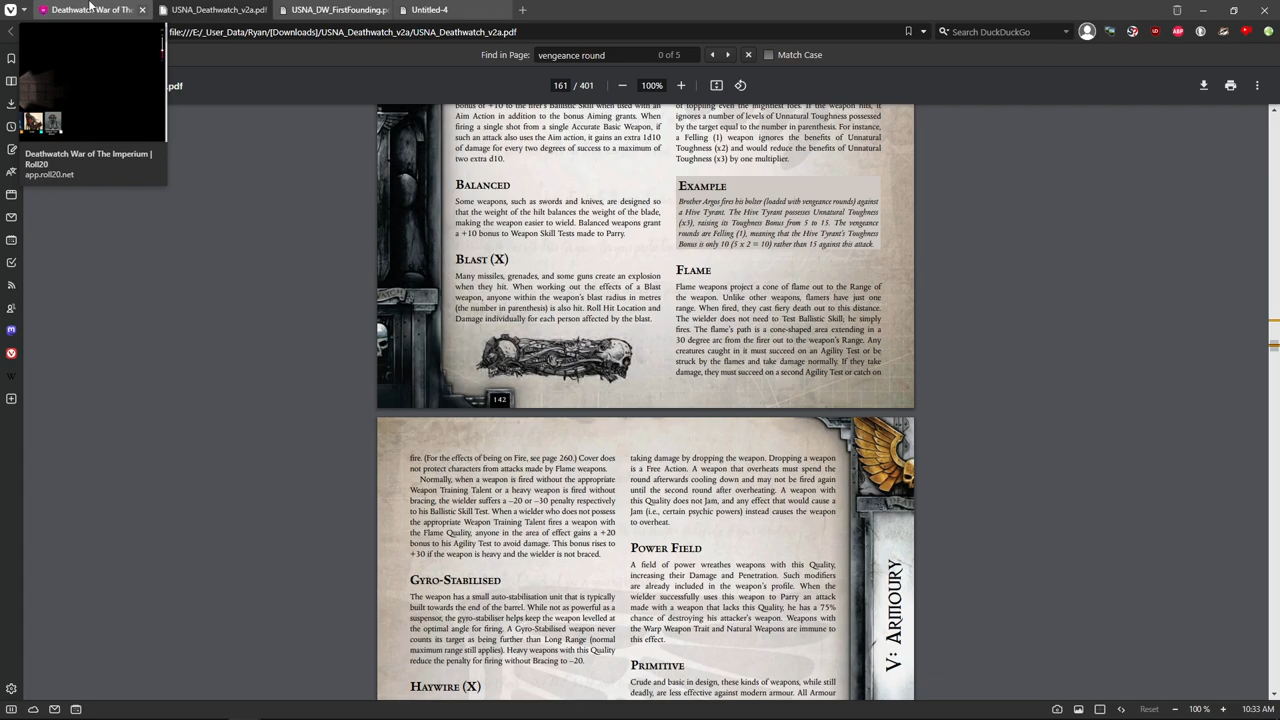 Deathwatch War of The
USNA_Deathwatch_v2a.pdf
USNA_DW_FirstFounding.p
Untitled-4
file:///E:/_User_Data/Ryan/[Downloads]/USNA_Deathwatch_v2a/USNA_Deathwatch_v2a.pdf
Search DuckDuckGo
Find in Page:
vengeance round
0 of 5
Match Case
.pdf
161 / 401
100%
Deathwatch War of The Imperium |
Roll20
app.roll20.net
bonus of +10 to the firer's Ballistic Skill when used with an
Aim Action in addition to the bonus Aiming grants. When
firing a single shot from a single Accurate Basic Weapon, if
such an attack also uses the Aim action, it gains an extra 1d10
of damage for every two degrees of success to a maximum of
two extra d10.
Balanced
Some weapons, such as swords and knives, are designed so
that the weight of the hilt balances the weight of the blade,
making the weapon easier to wield. Balanced weapons grant
a +10 bonus to Weapon Skill Tests made to Parry.
Blast (X)
Many missiles, grenades, and some guns create an explosion
when they hit. When working out the effects of a Blast
weapon, anyone within the weapon's blast radius in metres
(the number in parenthesis) is also hit. Roll Hit Location and
Damage individually for each person affected by the blast.
142
of toppling even the mightiest foes. If the weapon hits, it
ignores a number of levels of Unnatural Toughness possessed
by the target equal to the number in parenthesis. For instance,
a Felling (1) weapon ignores the benefits of Unnatural
Toughness (x2) and would reduce the benefits of Unnatural
Toughness (x3) by one multiplier.
Example
Brother Argos fires his bolter (loaded with vengeance rounds) against
a Hive Tyrant. The Hive Tyrant possesses Unnatural Toughness
(x3), raising its Toughness Bonus from 5 to 15. The vengeance
rounds are Felling (1), meaning that the Hive Tyrant's Toughness
Bonus is only 10 (5 x 2 = 10) rather than 15 against this attack.
Flame
Flame weapons project a cone of flame out to the Range of
the weapon. Unlike other weapons, flamers have just one
range. When fired, they cast fiery death out to this distance.
The wielder does not need to Test Ballistic Skill; he simply
fires. The flame's path is a cone-shaped area extending in a
30 degree arc from the firer out to the weapon's Range. Any
creatures caught in it must succeed on an Agility Test or be
struck by the flames and take damage normally. If they take
damage, they must succeed on a second Agility Test or catch on
fire. (For the effects of being on Fire, see page 260.) Cover does
not protect characters from attacks made by Flame weapons.
Normally, when a weapon is fired without the appropriate
Weapon Training Talent or a heavy weapon is fired without
bracing, the wielder suffers a –20 or –30 penalty respectively
to his Ballistic Skill Test. When a wielder who does not possess
the appropriate Weapon Training Talent fires a weapon with
the Flame Quality, anyone in the area of effect gains a +20
bonus to his Agility Test to avoid damage. This bonus rises to
+30 if the weapon is heavy and the wielder is not braced.
Gyro-Stabilised
The weapon has a small auto-stabilisation unit that is typically
built towards the end of the barrel. While not as powerful as a
suspensor, the gyro-stabiliser helps keep the weapon levelled at
the optimal angle for firing. A Gyro-Stabilised weapon never
counts its target as being further than Long Range (normal
maximum range still applies). Heavy weapons with this Quality
reduce the penalty for firing without Bracing to –20.
Haywire (X)
taking damage by dropping the weapon. Dropping a weapon
is a Free Action. A weapon that overheats must spend the
round afterwards cooling down and may not be fired again
until the second round after overheating. A weapon with
this Quality does not Jam, and any effect that would cause a
Jam (i.e., certain psychic powers) instead causes the weapon
to overheat.
Power Field
A field of power wreathes weapons with this Quality,
increasing their Damage and Penetration. Such modifiers
are already included in the weapon's profile. When the
wielder successfully uses this weapon to Parry an attack
made with a weapon that lacks this Quality, he has a 75%
chance of destroying his attacker's weapon. Weapons with
the Warp Weapon Trait and Natural Weapons are immune to
this effect.
Primitive
Crude and basic in design, these kinds of weapons, while still
deadly, are less effective against modern armour. All Armour
V: Armoury
Reset
100 %
10:33 AM